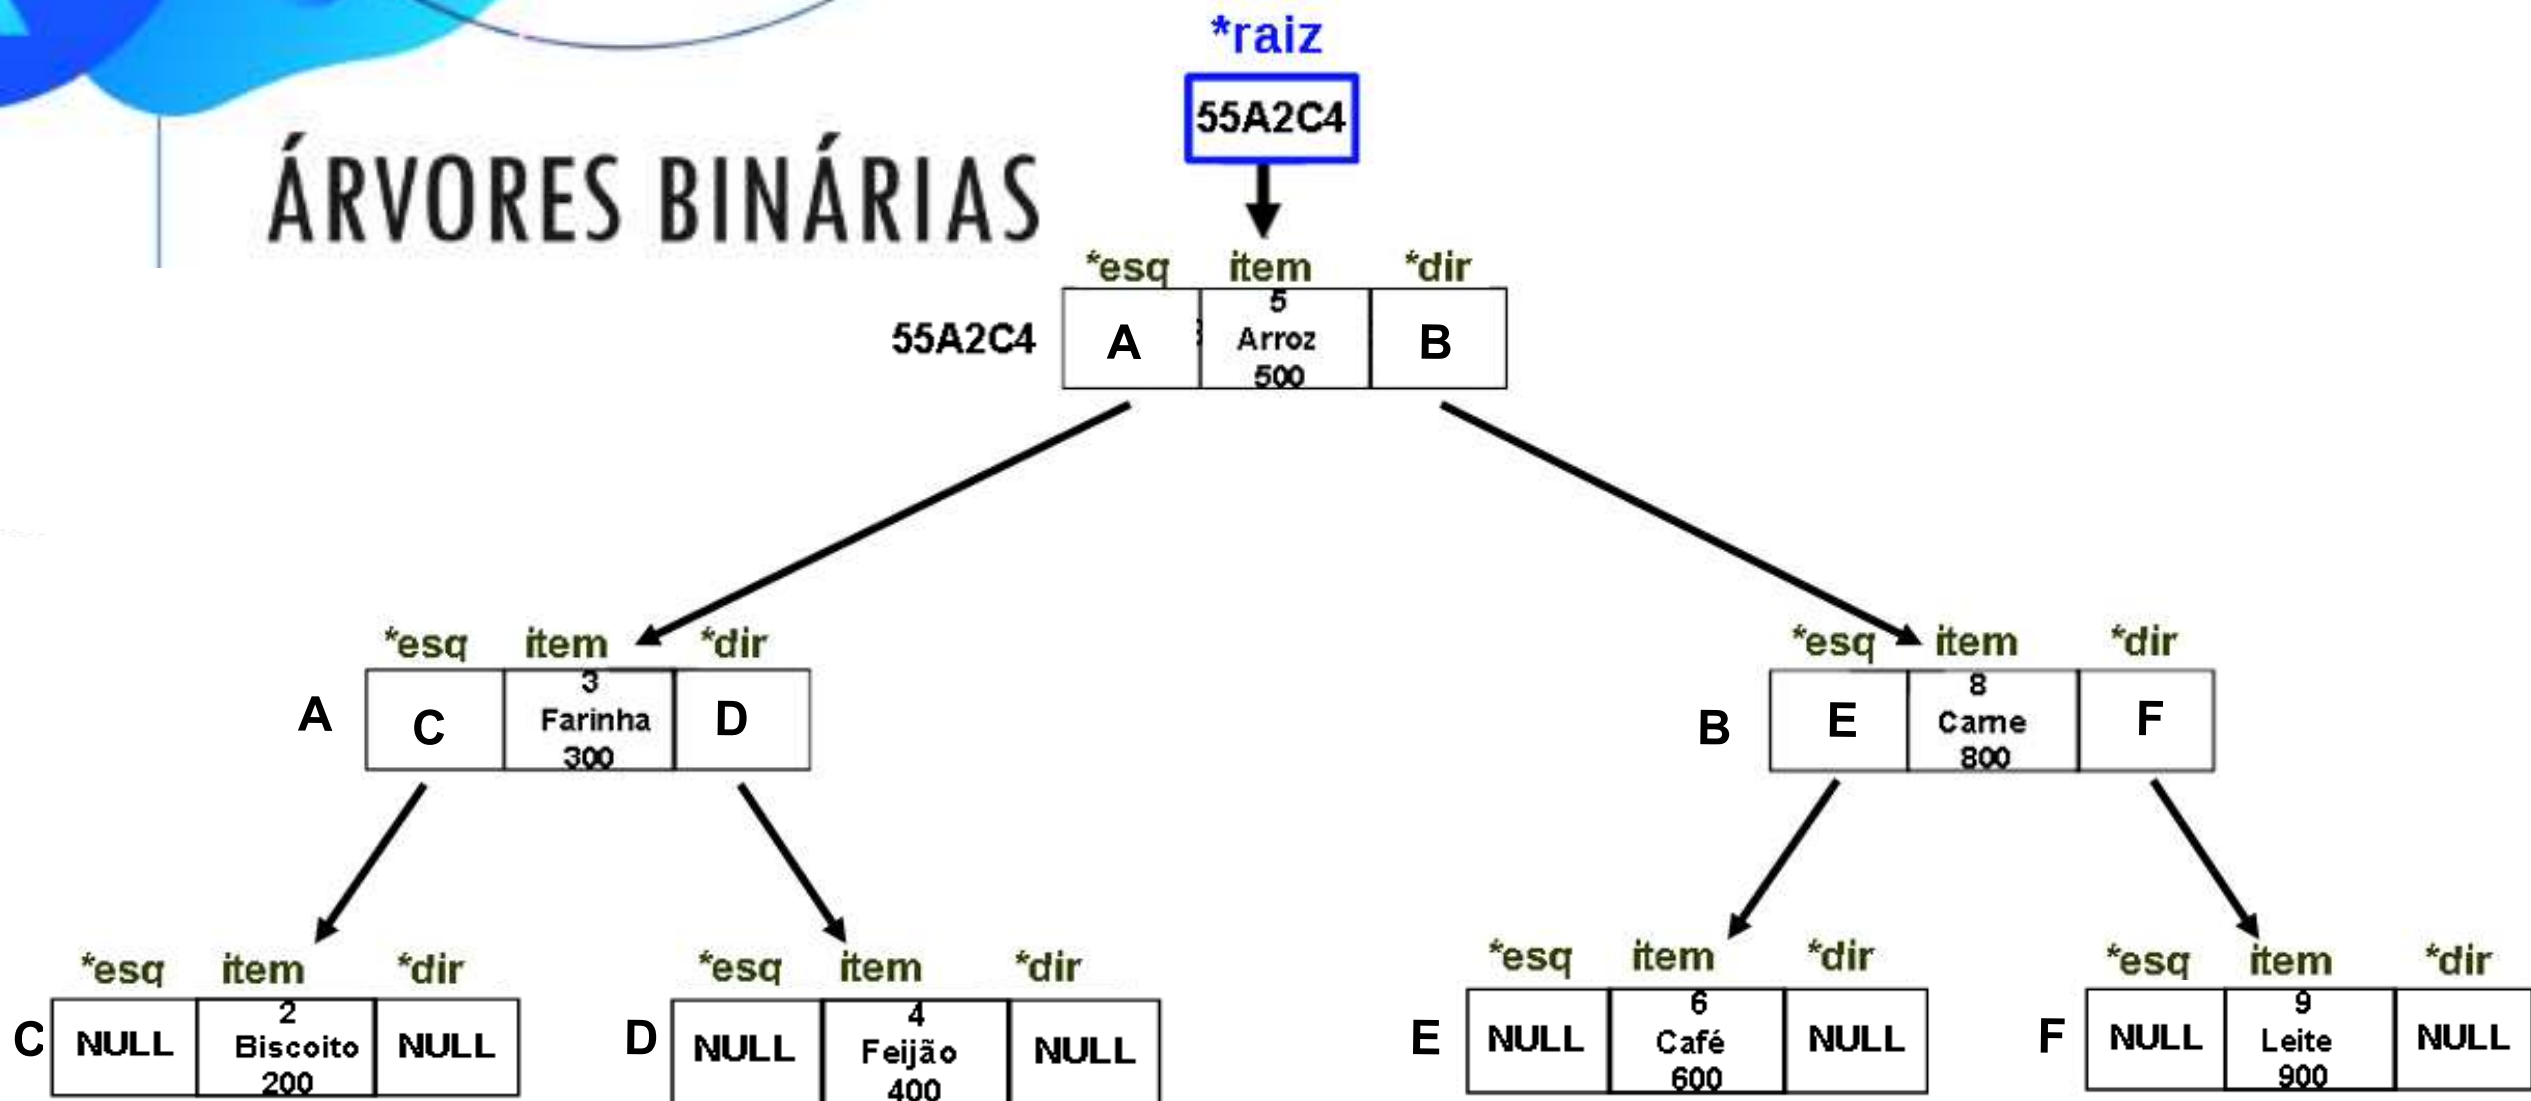 *raiz
55A2C4
ÁRVORES BINÁRIAS
*esq item *dir
55A2C4 A 5 B
Arroz
500
*esq item *dir
A C 3 D
Farinha
300
*esq item *dir
B E 8 F
Carne
800
*esq item *dir
C NULL 2 NULL
Biscoito
200
*esq item *dir
D NULL 4 NULL
Feijão
400
*esq item *dir
E NULL 6 NULL
Café
600
*esq item *dir
F NULL 9 NULL
Leite
900